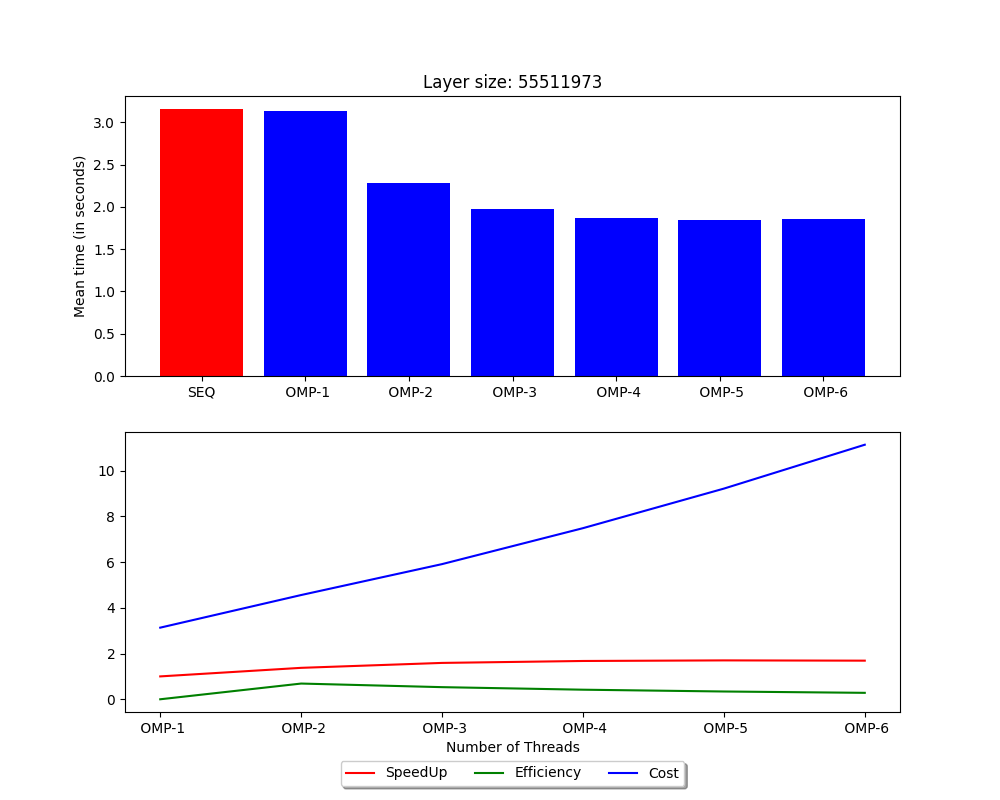 Layer size: 55511973
Mean time (in seconds)
3.0
2.5
2.0
1.5
1.0
0.5
0.0
SEQ OMP-1 OMP-2 OMP-3 OMP-4 OMP-5 OMP-6
10
8
6
4
2
0
OMP-1 OMP-2 OMP-3 OMP-4 OMP-5 OMP-6
Number of Threads
SpeedUp Efficiency Cost